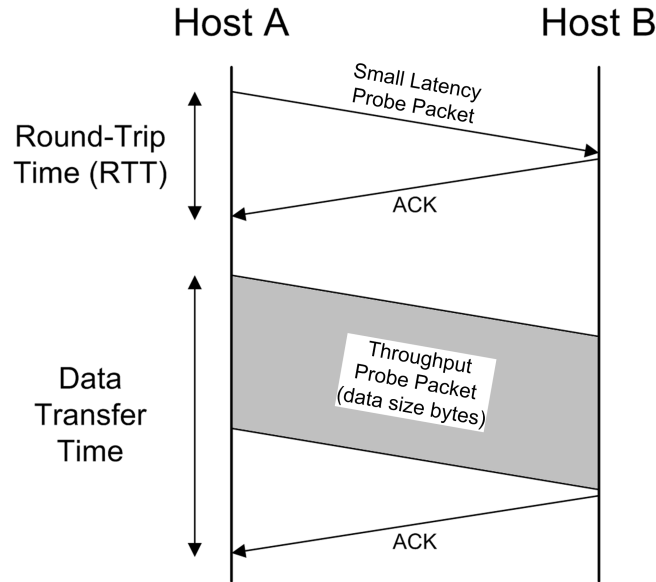 Host A
Host B
Small Latency
Probe Packet
Round-Trip
Time (RTT)
ACK
Throughput
Probe Packet
(data size bytes)
Data
Transfer
Time
ACK